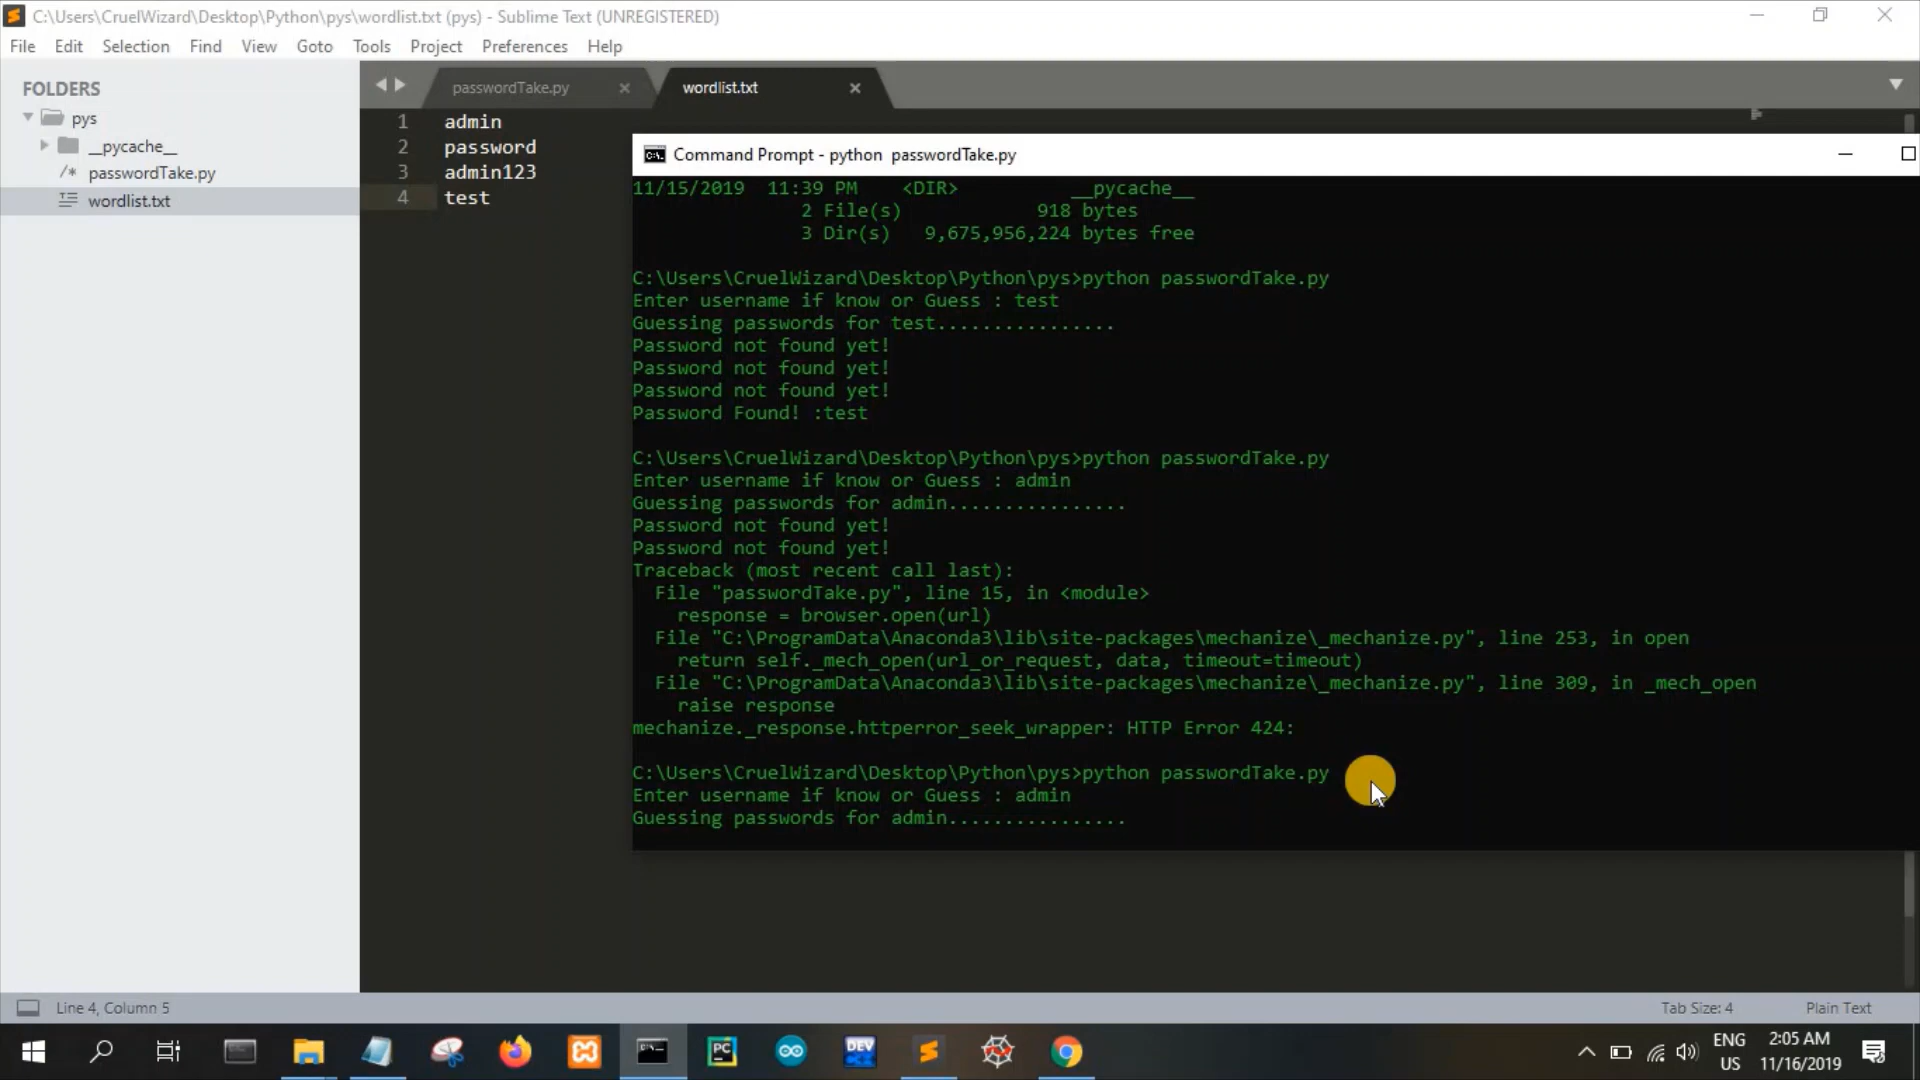 C:\Users\CruelWizard\Desktop\Python\pys\wordlist.txt (pys) - Sublime Text (UNREGISTERED)
File Edit Selection Find View Goto Tools Project Preferences Help
FOLDERS
pys
__pycache__
/* passwordTake.py
wordlist.txt
passwordTake.py
wordlist.txt
1 admin
2 password
3 admin123
4 test
Command Prompt - python  passwordTake.py
11/15/2019  11:39 PM    <DIR>          __pycache__
2 File(s)            918 bytes
3 Dir(s)   9,675,956,224 bytes free
C:\Users\CruelWizard\Desktop\Python\pys>python passwordTake.py
Enter username if know or Guess : test
Guessing passwords for test................
Password not found yet!
Password not found yet!
Password not found yet!
Password Found! :test
C:\Users\CruelWizard\Desktop\Python\pys>python passwordTake.py
Enter username if know or Guess : admin
Guessing passwords for admin................
Password not found yet!
Password not found yet!
Traceback (most recent call last):
File "passwordTake.py", line 15, in <module>
response = browser.open(url)
File "C:\ProgramData\Anaconda3\lib\site-packages\mechanize\_mechanize.py", line 253, in open
return self._mech_open(url_or_request, data, timeout=timeout)
File "C:\ProgramData\Anaconda3\lib\site-packages\mechanize\_mechanize.py", line 309, in _mech_open
raise response
mechanize._response.httperror_seek_wrapper: HTTP Error 424:
C:\Users\CruelWizard\Desktop\Python\pys>python passwordTake.py
Enter username if know or Guess : admin
Guessing passwords for admin................
Line 4, Column 5
Tab Size: 4
Plain Text
PC
DEV
ENG
US
2:05 AM
11/16/2019